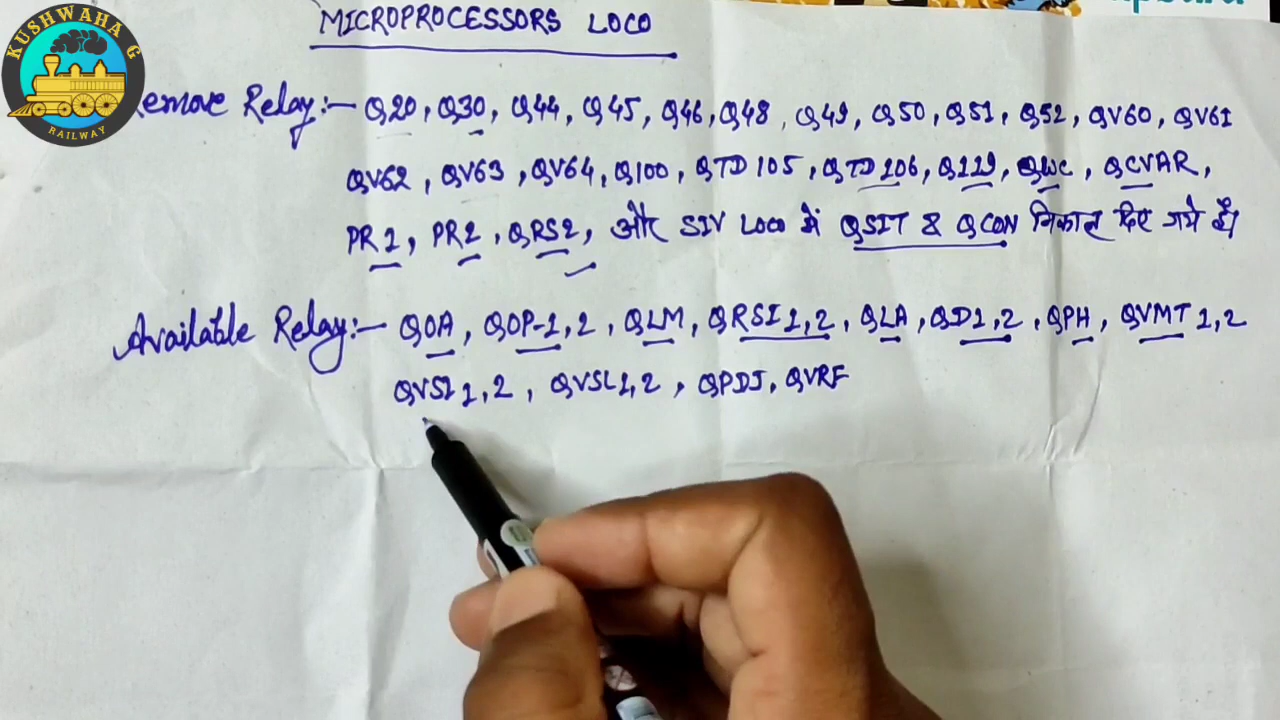 MICROPROCESSORS LOCO
KUSHWAHA G
RAILWAY
Remove Relay:- Q20, Q30, Q44, Q45, Q46, Q48, Q49, Q50, Q51, Q52, QV60, QV61
QV62, QV63, QV64, Q100, QTD 105, QTD 106, Q119, QWC, QCVAR,
PR1, PR2, QRS2, और SIV LOCO में QSIT & QCON निकाल दिए गये हैं।
Available Relay:- QOA, QOP-1,2, QLM, QRSI 1,2, QLA, QD1,2, QPH, QVMT 1,2
QVSI 1,2, QVSL 1,2, QPDJ, QVRF